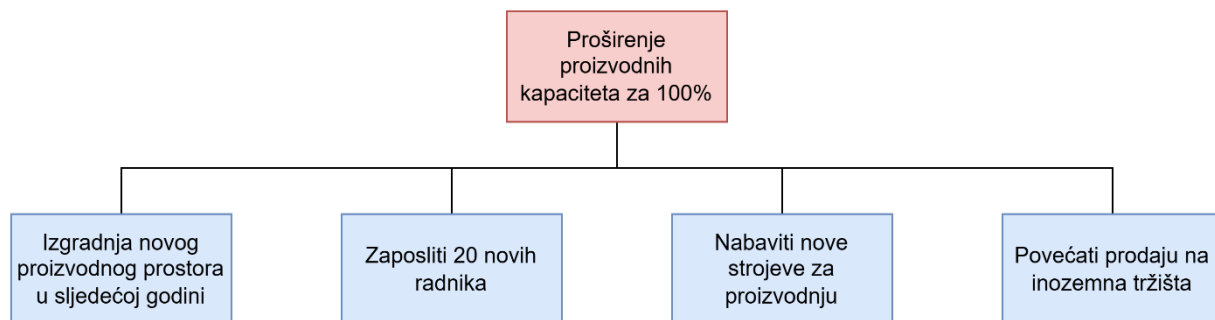 Proširenje
proizvodnih
kapaciteta za 100%
Izgradnja novog
proizvodnog prostora
u sljedećoj godini
Zaposliti 20 novih
radnika
Nabaviti nove
strojeve za
proizvodnju
Povećati prodaju na
inozemna tržišta